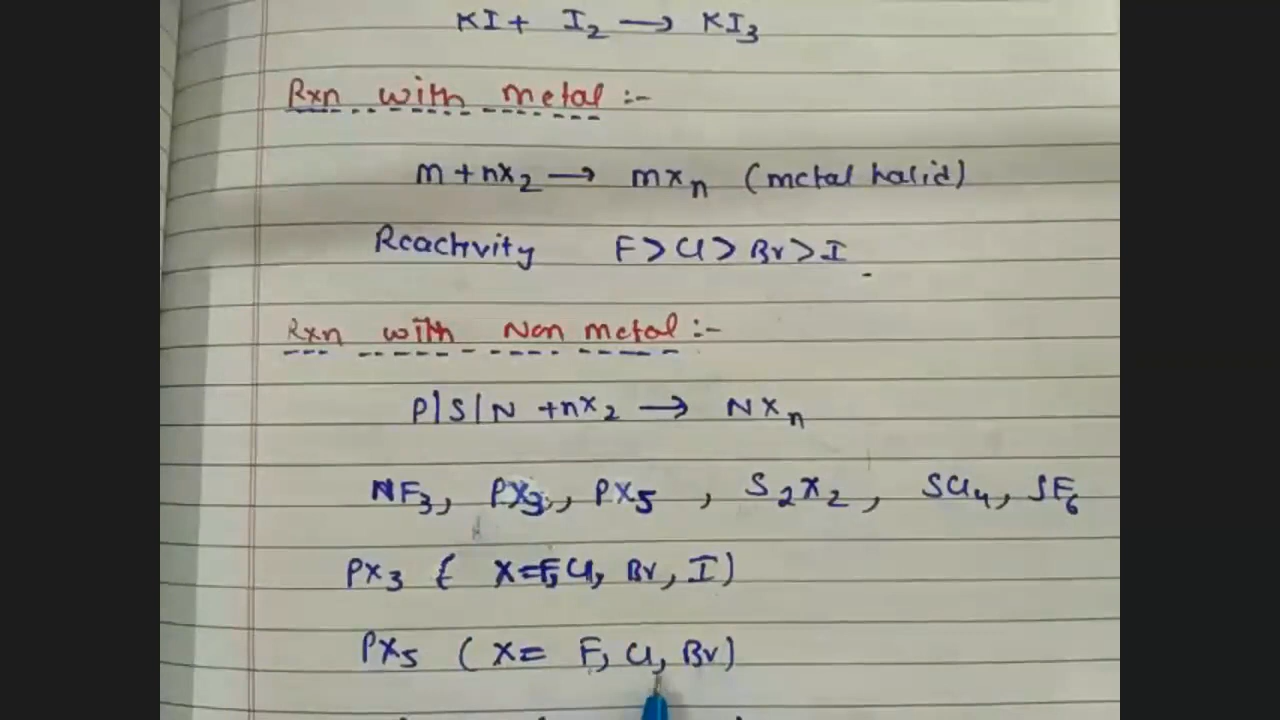 KI + I₂ ⟶ KI₃
Rxn with metal :-
m + nx₂ ⟶ mxₙ (metal halid)
Reactivity F > Cl > Br > I
Rxn with Non metal :-
P|S|N + nx₂ ⟶ NXₙ
NF₃, PX₃, PX₅, S₂X₂, SCl₄, SF₆
PX₃ ( X = F, Cl, Br, I )
PX₅ ( X = F, Cl, Br )